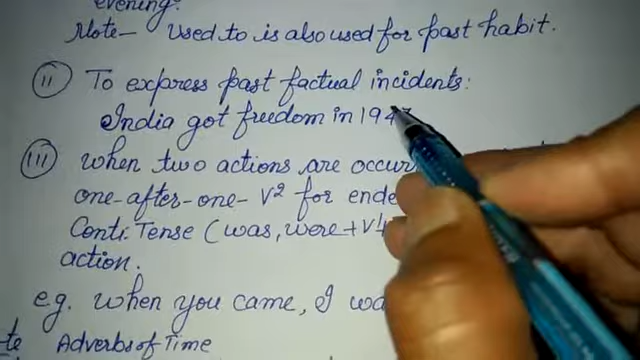 evening.
Note- Used to is also used for past habit.
(II) To express past factual incidents:
India got freedom in 194
(III) when two actions are occur
one-after-one- V² for ende
Conti. Tense (was, were + V4
action.
e.g. when you came, I wa
te Adverbs of Time